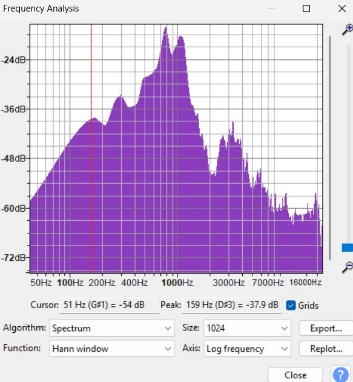 Frequency Analysis
-24dB
-36dB
-48dB
-60dB
-72dB
50Hz 100Hz 200Hz 400Hz 1000Hz 3000Hz 7000Hz 16000Hz
Cursor: 51 Hz (G#1) = -54 dB Peak: 159 Hz (D#3) = -37.9 dB Grids
Algorithm: Spectrum Size: 1024 Export...
Function: Hann window Axis: Log frequency Replot...
Close ?